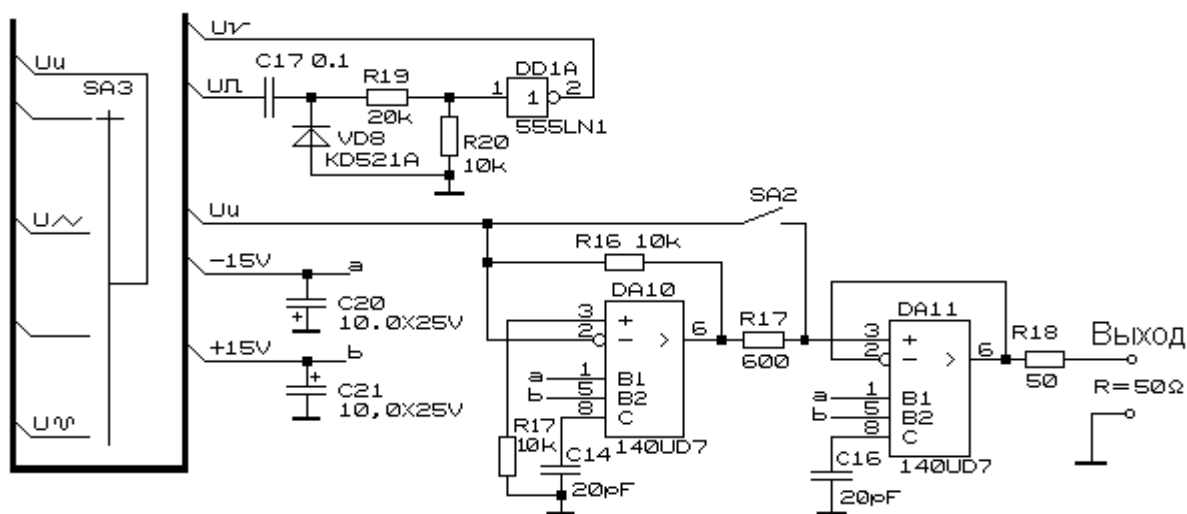 U
C17 0.1
DD1A
Uu
SA3
U
R19
1
1
2
20k
555LN1
VD8
KD521A
R20
10k
Uu
SA2
U
R16 10k
-15V
a
DA10
DA11
C20
10.0X25V
+
3
+
2
-
>
6
R17
600
3
+
2
-
>
6
R18
50
Выход
+15V
b
a
1
B1
b
5
B2
8
C
a
1
B1
b
5
B2
8
C
R=50Ω
+
C21
10,0X25V
U
R17
10k
C14
20pF
140UD7
C16
20pF
140UD7